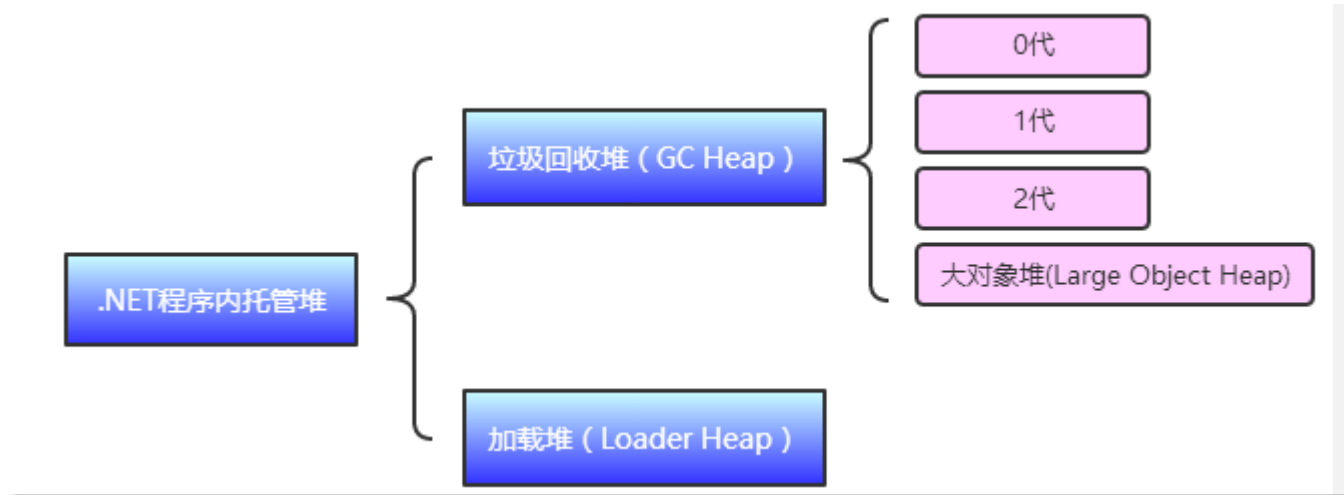 .NET程序内托管堆
垃圾回收堆（GC Heap）
0代
1代
2代
大对象堆(Large Object Heap)
加载堆（Loader Heap）